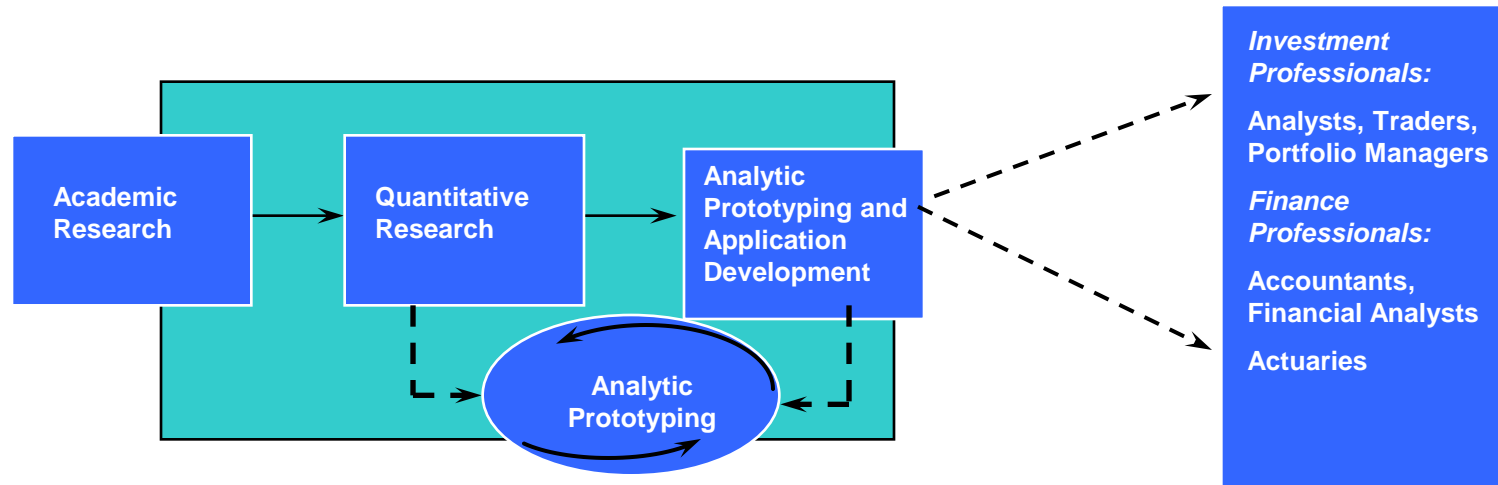 Academic
Research
Quantitative
Research
Analytic
Prototyping and
Application
Development
Analytic
Prototyping
Investment
Professionals:
Analysts, Traders,
Portfolio Managers
Finance
Professionals:
Accountants,
Financial Analysts
Actuaries